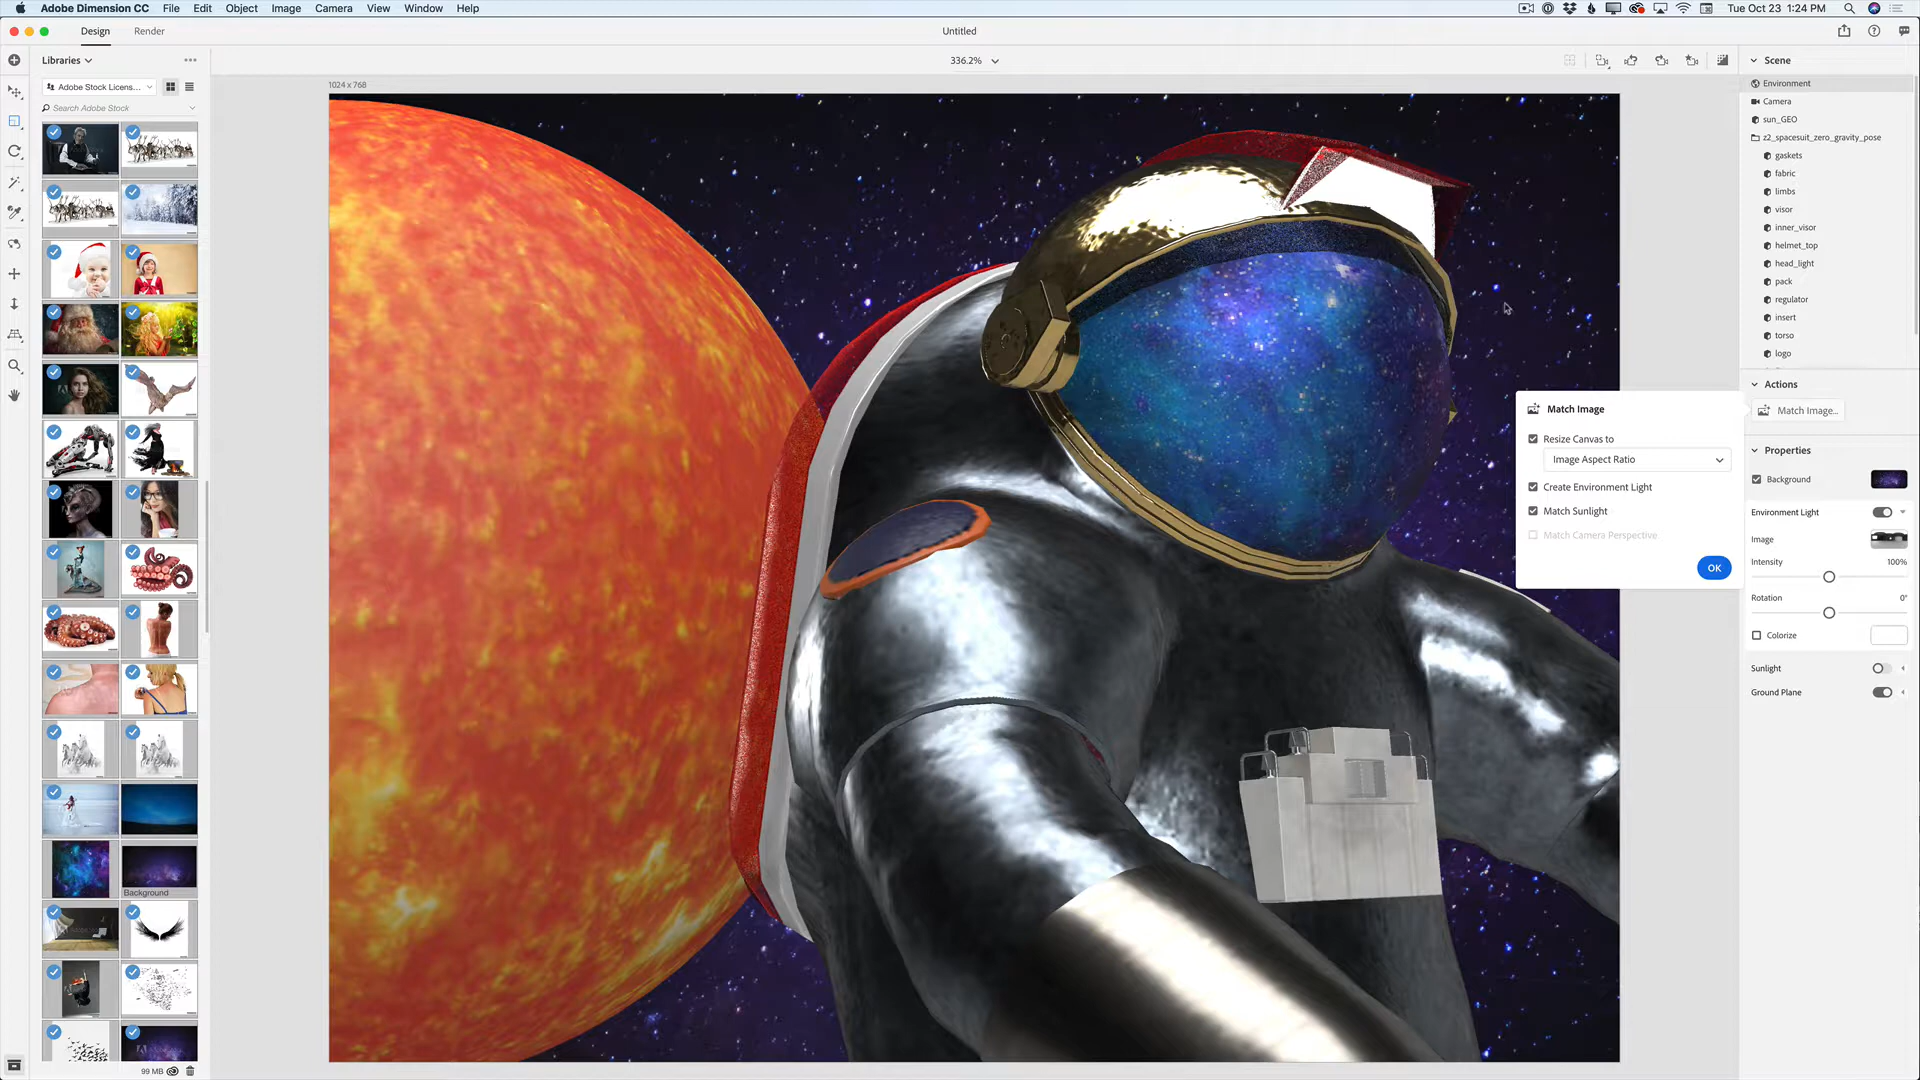 Adobe Dimension CC File Edit Object Image Camera View Window Help Tue Oct 23 1:24 PM
Design Render Untitled
Libraries 336.2% Scene
Adobe Stock Licens...
Search Adobe Stock
1024 x 768
Environment
Camera
sun_GEO
z2_spacesuit_zero_gravity_pose
gaskets
fabric
limbs
visor
inner_visor
helmet_top
head_light
pack
regulator
insert
torso
logo
Actions
Match Image...
Match Image
Resize Canvas to
Image Aspect Ratio
Create Environment Light
Match Sunlight
Match Camera Perspective
OK
Properties
Background
Environment Light
Image
Intensity 100%
Rotation 0°
Colorize
Sunlight
Ground Plane
Background
99 MB